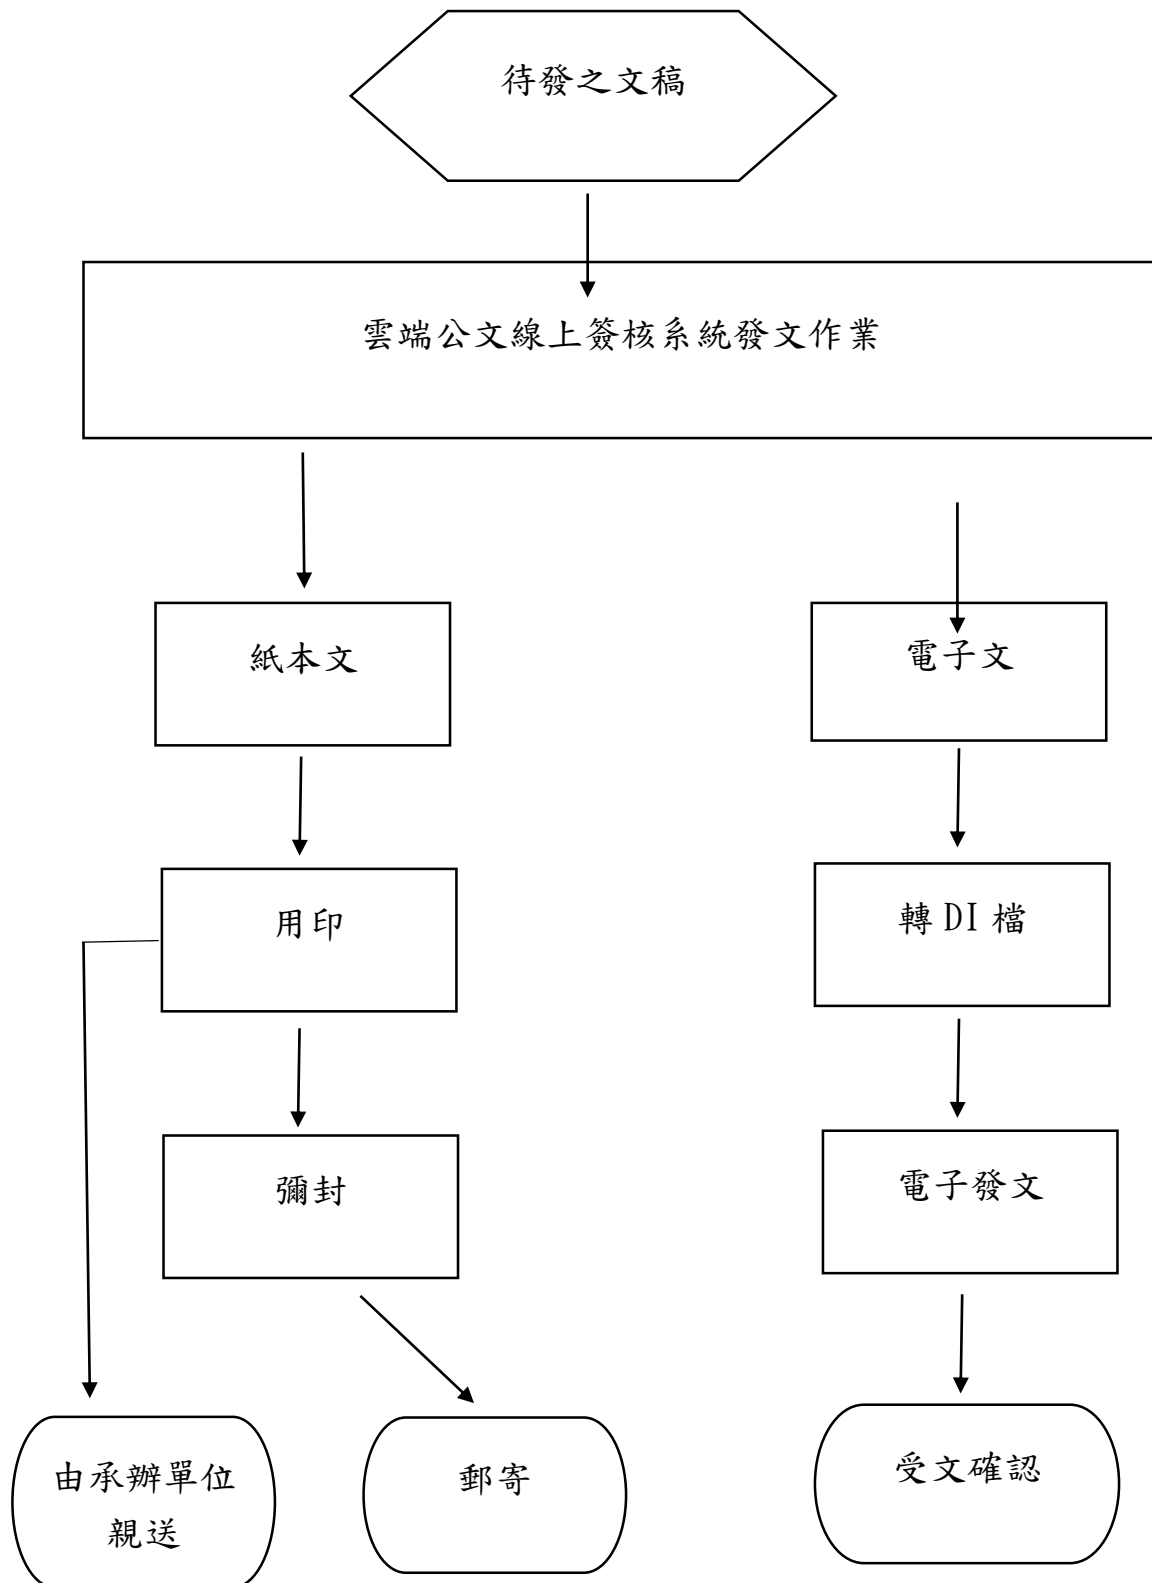 待發之文稿
雲端公文線上簽核系統發文作業
紙本文
電子文
用印
轉 DI 檔
彌封
電子發文
由承辦單位
親送
郵寄
受文確認